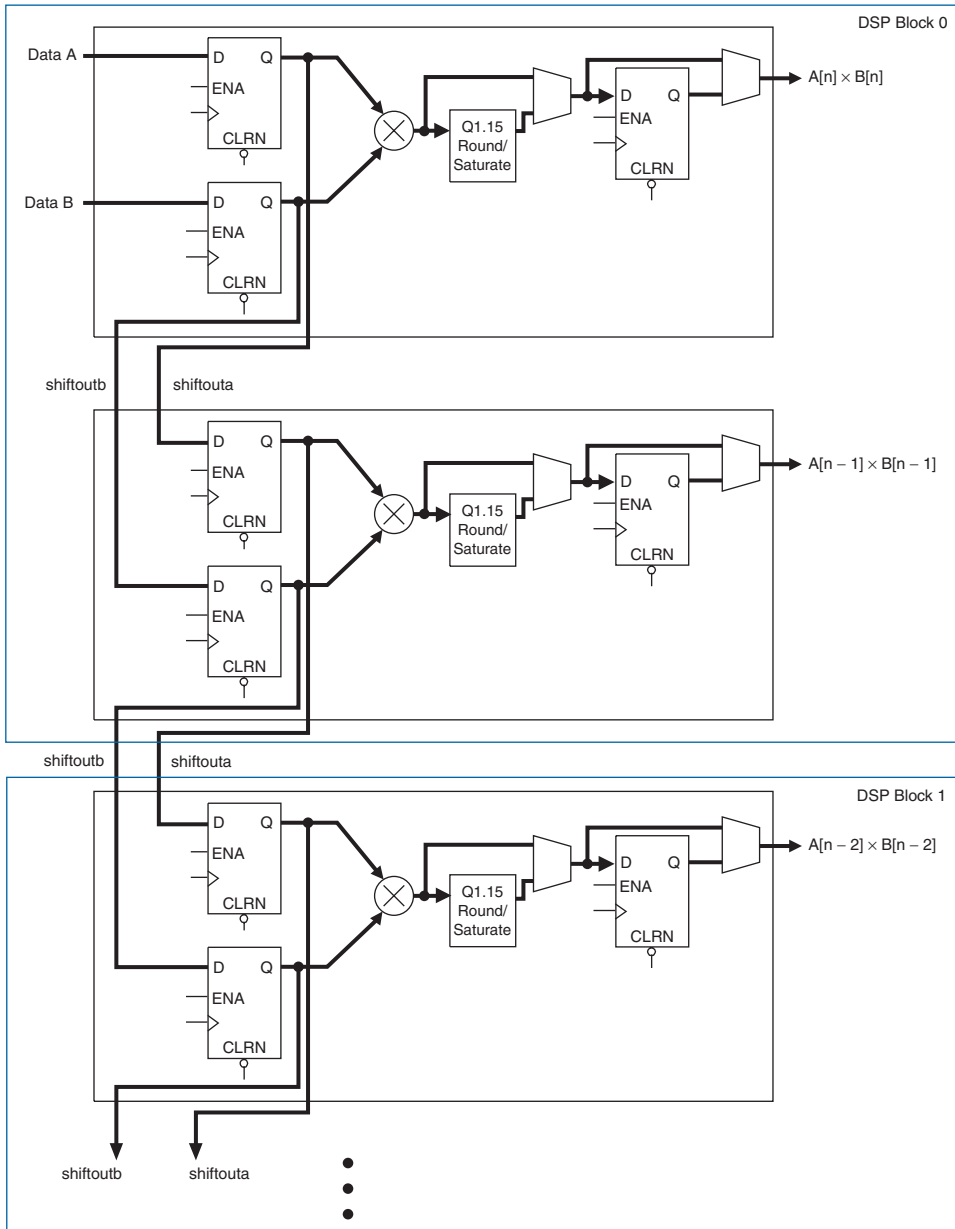 DSP Block 0
Data A
D Q
ENA
CLRN
Q1.15
Round/
Saturate
D Q
ENA
CLRN
A[n] × B[n]
Data B
D Q
ENA
CLRN
shiftoutb
shiftouta
D Q
ENA
CLRN
Q1.15
Round/
Saturate
D Q
ENA
CLRN
A[n − 1] × B[n − 1]
D Q
ENA
CLRN
shiftoutb
shiftouta
DSP Block 1
D Q
ENA
CLRN
Q1.15
Round/
Saturate
D Q
ENA
CLRN
A[n − 2] × B[n − 2]
D Q
ENA
CLRN
shiftoutb
shiftouta